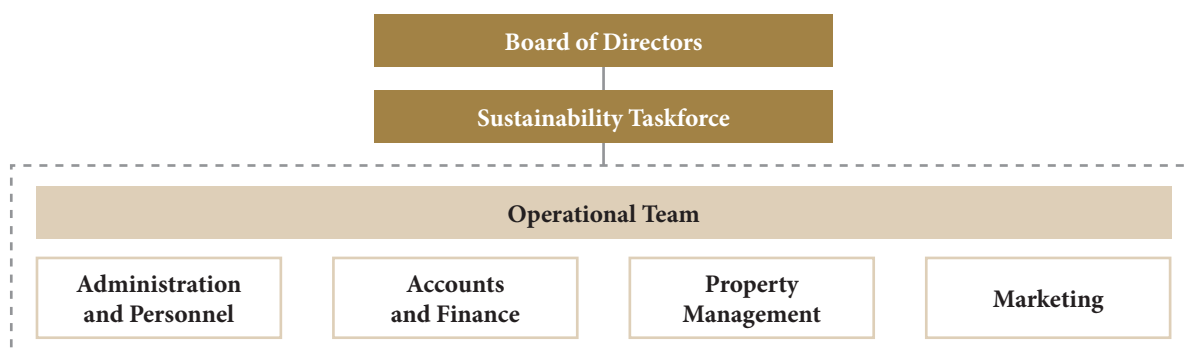 Board of Directors
Sustainability Taskforce
Operational Team
Administration
and Personnel
Accounts
and Finance
Property
Management
Marketing